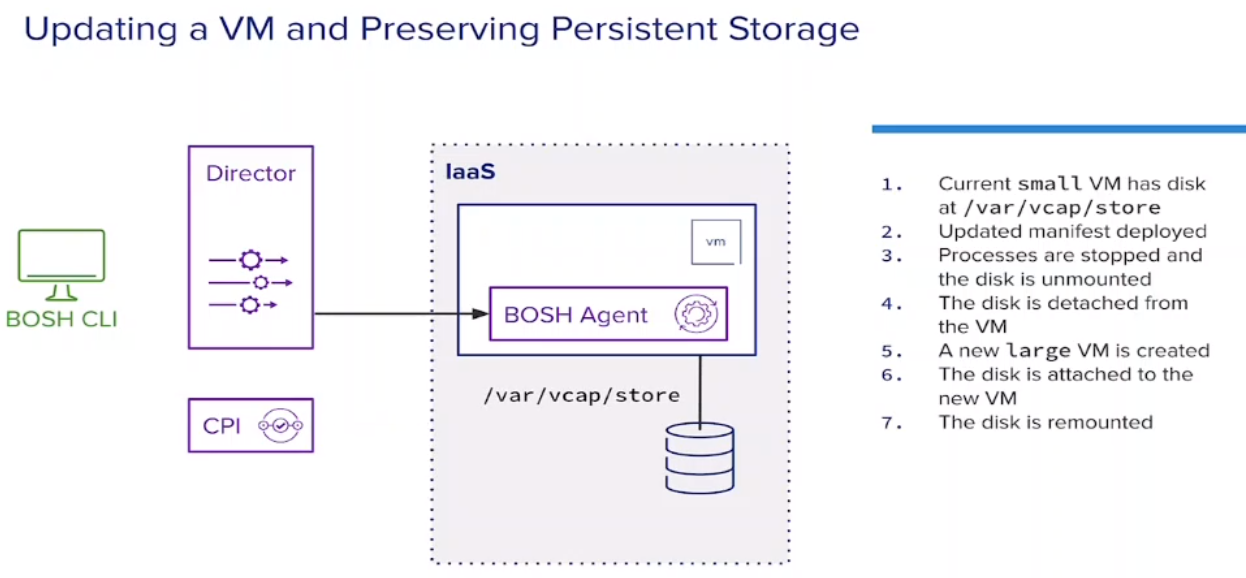 Updating a VM and Preserving Persistent Storage
Director
BOSH CLI
CPI
IaaS
vm
BOSH Agent
/var/vcap/store
1. Current small VM has disk
at /var/vcap/store
2. Updated manifest deployed
3. Processes are stopped and
the disk is unmounted
4. The disk is detached from
the VM
5. A new large VM is created
6. The disk is attached to the
new VM
7. The disk is remounted